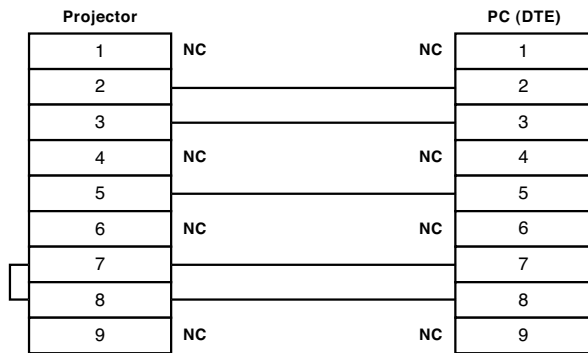 Projector PC (DTE)
1 NC NC 1
2 2
3 3
4 NC NC 4
5 5
6 NC NC 6
7 7
8 8
9 NC NC 9